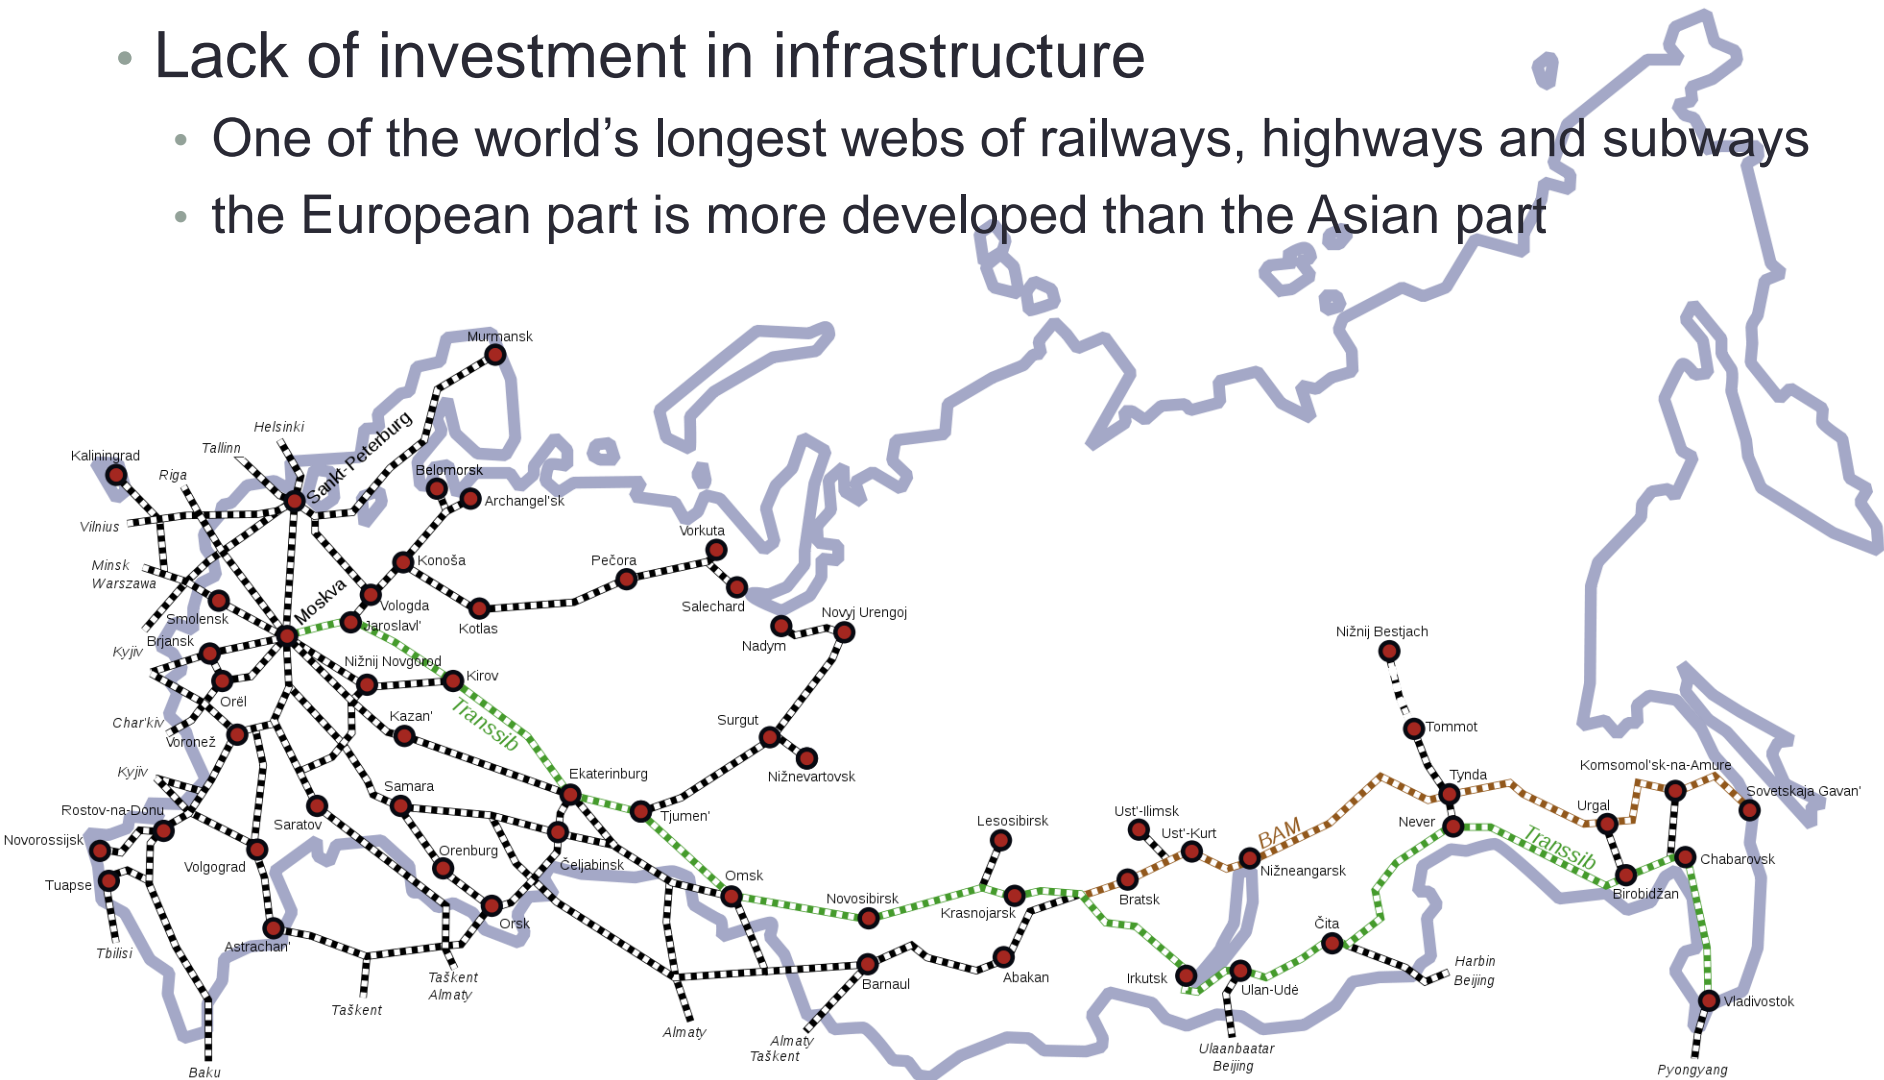 • Lack of investment in infrastructure
• One of the world’s longest webs of railways, highways and subways
• the European part is more developed than the Asian part
Murmansk
Helsinki
Tallinn
Sankt-Peterburg
Kaliningrad
Riga
Belomorsk
Archangel'sk
Vilnius
Vorkuta
Minsk
Warszawa
Konoša
Pečora
Moskva
Vologda
Salechard
Novyj Urengoj
Smolensk
Jaroslavl'
Kotlas
Nadym
Nižnij Bestjach
Kyjiv
Brjansk
Nižnij Novgorod
Kirov
Orël
Transsib
Char'kiv
Kazan'
Surgut
Tommot
Voronež
Nižnevartovsk
Kyjiv
Samara
Ekaterinburg
Tynda
Komsomol'sk-na-Amure
Sovetskaja Gavan'
Rostov-na-Donu
Saratov
Tjumen'
Ust'-Ilimsk
Urgal
Novorossijsk
Lesosibirsk
Ust'-Kurt
BAM
Never
Transsib
Volgograd
Orenburg
Čeljabinsk
Nižneangarsk
Chabarovsk
Tuapse
Omsk
Novosibirsk
Krasnojarsk
Bratsk
Birobidžan
Orsk
Čita
Tbilisi
Astrachan'
Taškent
Almaty
Barnaul
Abakan
Irkutsk
Ulan-Udė
Harbin
Beijing
Taškent
Vladivostok
Almaty
Almaty
Taškent
Ulaanbaatar
Beijing
Baku
Pyongyang